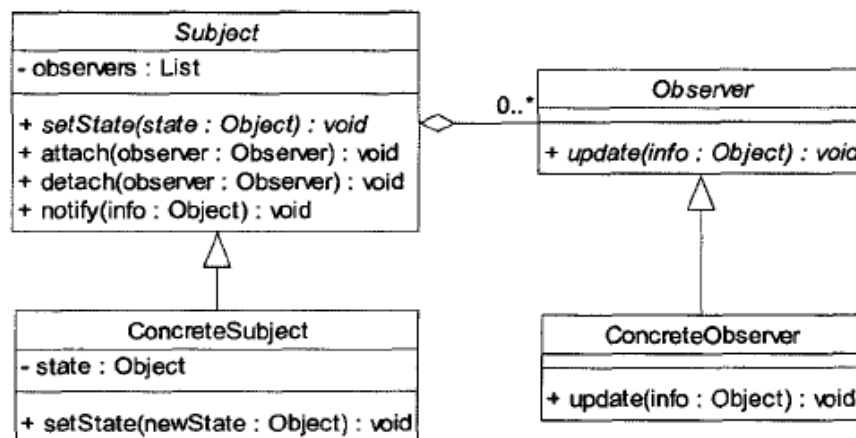 Subject
- observers : List
+ setState(state : Object) : void
+ attach(observer : Observer) : void
+ detach(observer : Observer) : void
+ notify(info : Object) : void
0..*
Observer
+ update(info : Object) : void
ConcreteSubject
- state : Object
+ setState(newState : Object) : void
ConcreteObserver
+ update(info : Object) : void